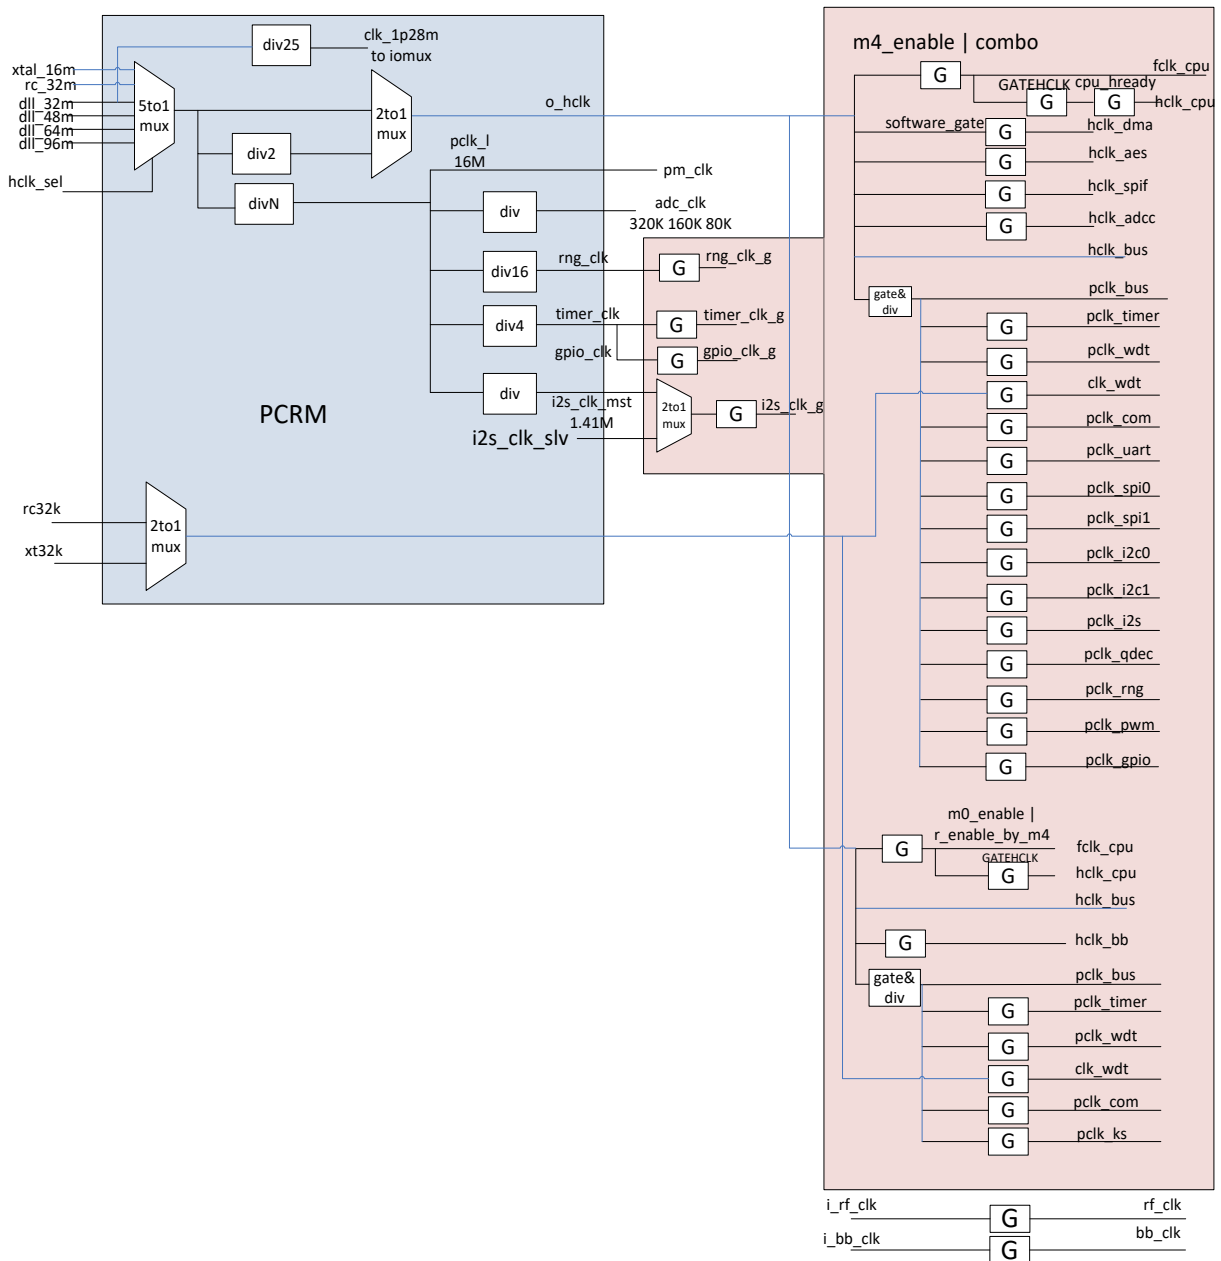 xtal_16m
rc_32m
dll_32m
dll_48m
dll_64m
dll_96m
hclk_sel
5to1
mux
div25
clk_1p28m
to iomux
2to1
mux
div2
divN
o_hclk
pclk_l
16M
pm_clk
div
adc_clk
320K 160K 80K
div16
rng_clk
G
rng_clk_g
div4
timer_clk
G
timer_clk_g
gpio_clk
G
gpio_clk_g
div
i2s_clk_mst
1.41M
i2s_clk_slv
2to1
mux
G
i2s_clk_g
PCRM
rc32k
xt32k
2to1
mux
m4_enable | combo
G
fclk_cpu
GATEHCLK
G
cpu_hready
G
hclk_cpu
software_gate
G
hclk_dma
G
hclk_aes
G
hclk_spif
G
hclk_adcc
hclk_bus
gate&
div
pclk_bus
G
pclk_timer
G
pclk_wdt
G
clk_wdt
G
pclk_com
G
pclk_uart
G
pclk_spi0
G
pclk_spi1
G
pclk_i2c0
G
pclk_i2c1
G
pclk_i2s
G
pclk_qdec
G
pclk_rng
G
pclk_pwm
G
pclk_gpio
m0_enable |
r_enable_by_m4
G
fclk_cpu
GATEHCLK
G
hclk_cpu
hclk_bus
G
hclk_bb
gate&
div
pclk_bus
G
pclk_timer
G
pclk_wdt
G
clk_wdt
G
pclk_com
G
pclk_ks
i_rf_clk
G
rf_clk
i_bb_clk
G
bb_clk